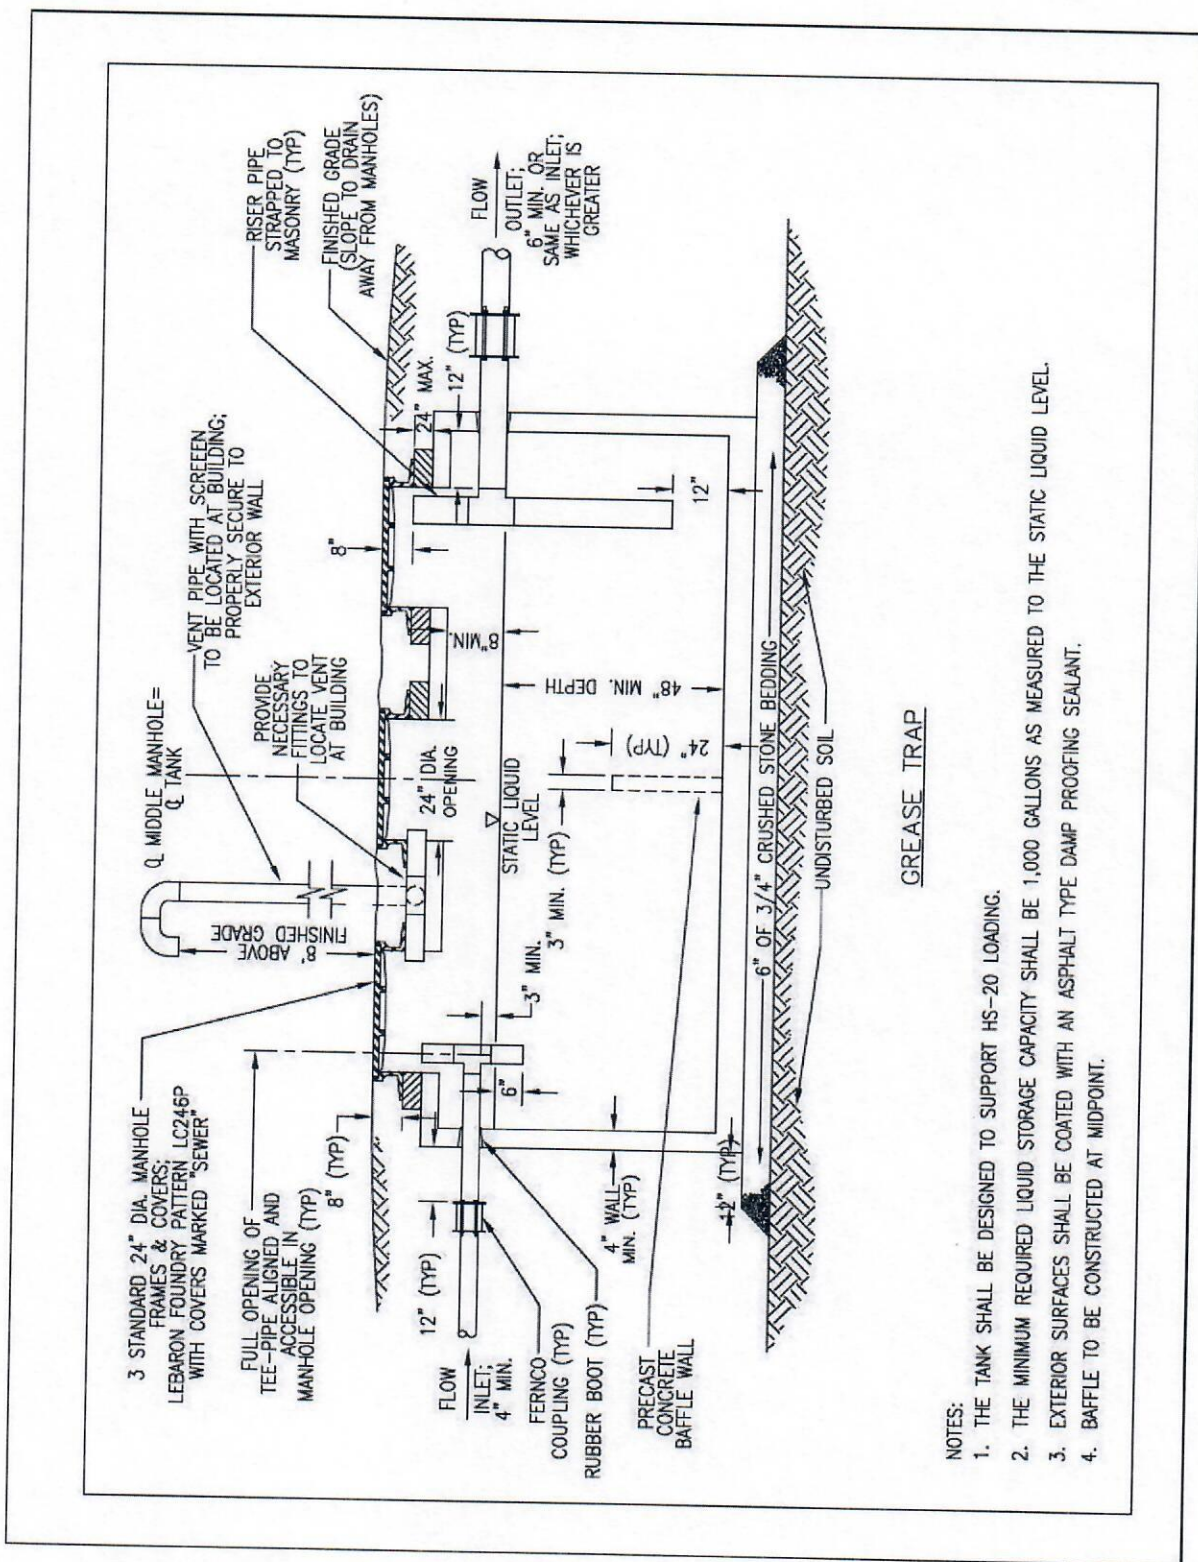 3 STANDARD 24" DIA. MANHOLE
FRAMES & COVERS;
LEBARON FOUNDRY PATTERN LC246P
WITH COVERS MARKED "SEWER"
FULL OPENING OF
TEE-PIPE ALIGNED AND
ACCESSIBLE IN
MANHOLE OPENING (TYP)
8" (TYP)
12" (TYP)
FLOW
INLET;
4" MIN.
FERNCO
COUPLING (TYP)
RUBBER BOOT (TYP)
PRECAST
CONCRETE
BAFFLE WALL
4" WALL
MIN. (TYP)
12" (TYP)
6"
3" MIN.
3" MIN. (TYP)
8' ABOVE
FINISHED GRADE
℄ MIDDLE MANHOLE=
℄ TANK
VENT PIPE WITH SCREEEN
TO BE LOCATED AT BUILDING;
PROPERLY SECURE TO
EXTERIOR WALL
PROVIDE
NECESSARY
FITTINGS TO
LOCATE VENT
AT BUILDING
24" DIA.
OPENING
STATIC LIQUID
LEVEL
8" MIN.
48" MIN. DEPTH
24" (TYP)
8"
RISER PIPE
STRAPPED TO
MASONRY (TYP)
FINISHED GRADE
(SLOPE TO DRAIN
AWAY FROM MANHOLES)
24" MAX.
12" (TYP)
FLOW
OUTLET;
6" MIN. OR
SAME AS INLET;
WHICHEVER IS
GREATER
12"
6" OF 3/4" CRUSHED STONE BEDDING
UNDISTURBED SOIL
GREASE TRAP
NOTES:
1. THE TANK SHALL BE DESIGNED TO SUPPORT HS-20 LOADING.
2. THE MINIMUM REQUIRED LIQUID STORAGE CAPACITY SHALL BE 1,000 GALLONS AS MEASURED TO THE STATIC LIQUID LEVEL.
3. EXTERIOR SURFACES SHALL BE COATED WITH AN ASPHALT TYPE DAMP PROOFING SEALANT.
4. BAFFLE TO BE CONSTRUCTED AT MIDPOINT.